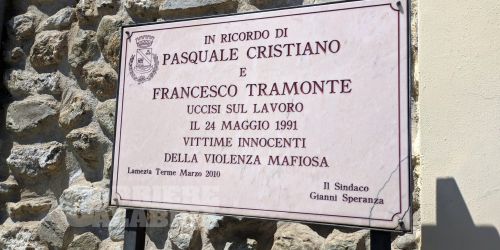 IN RICORDO DI
PASQUALE CRISTIANO
E
FRANCESCO TRAMONTE
UCCISI SUL LAVORO
IL 24 MAGGIO 1991
VITTIME INNOCENTI
DELLA VIOLENZA MAFIOSA
Lamezia Terme Marzo 2010
Il Sindaco
Gianni Speranza